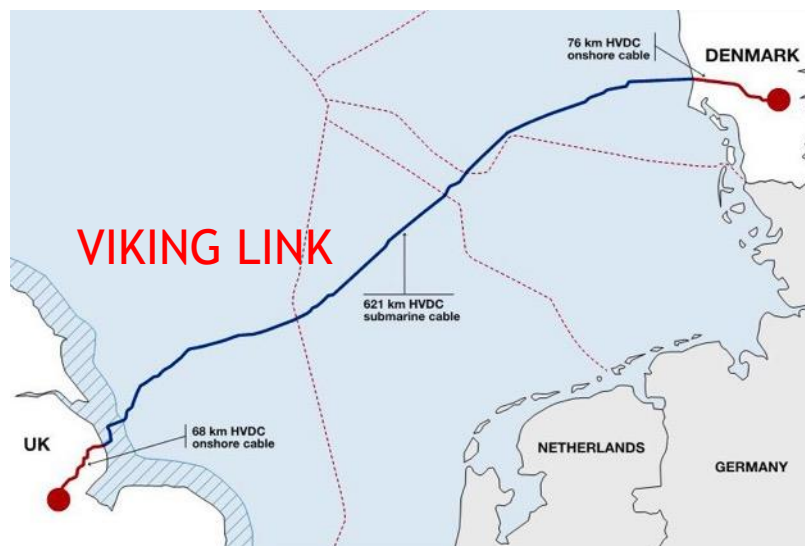 76 km HVDC
onshore cable
DENMARK
VIKING LINK
621 km HVDC
submarine cable
68 km HVDC
onshore cable
UK
NETHERLANDS
GERMANY